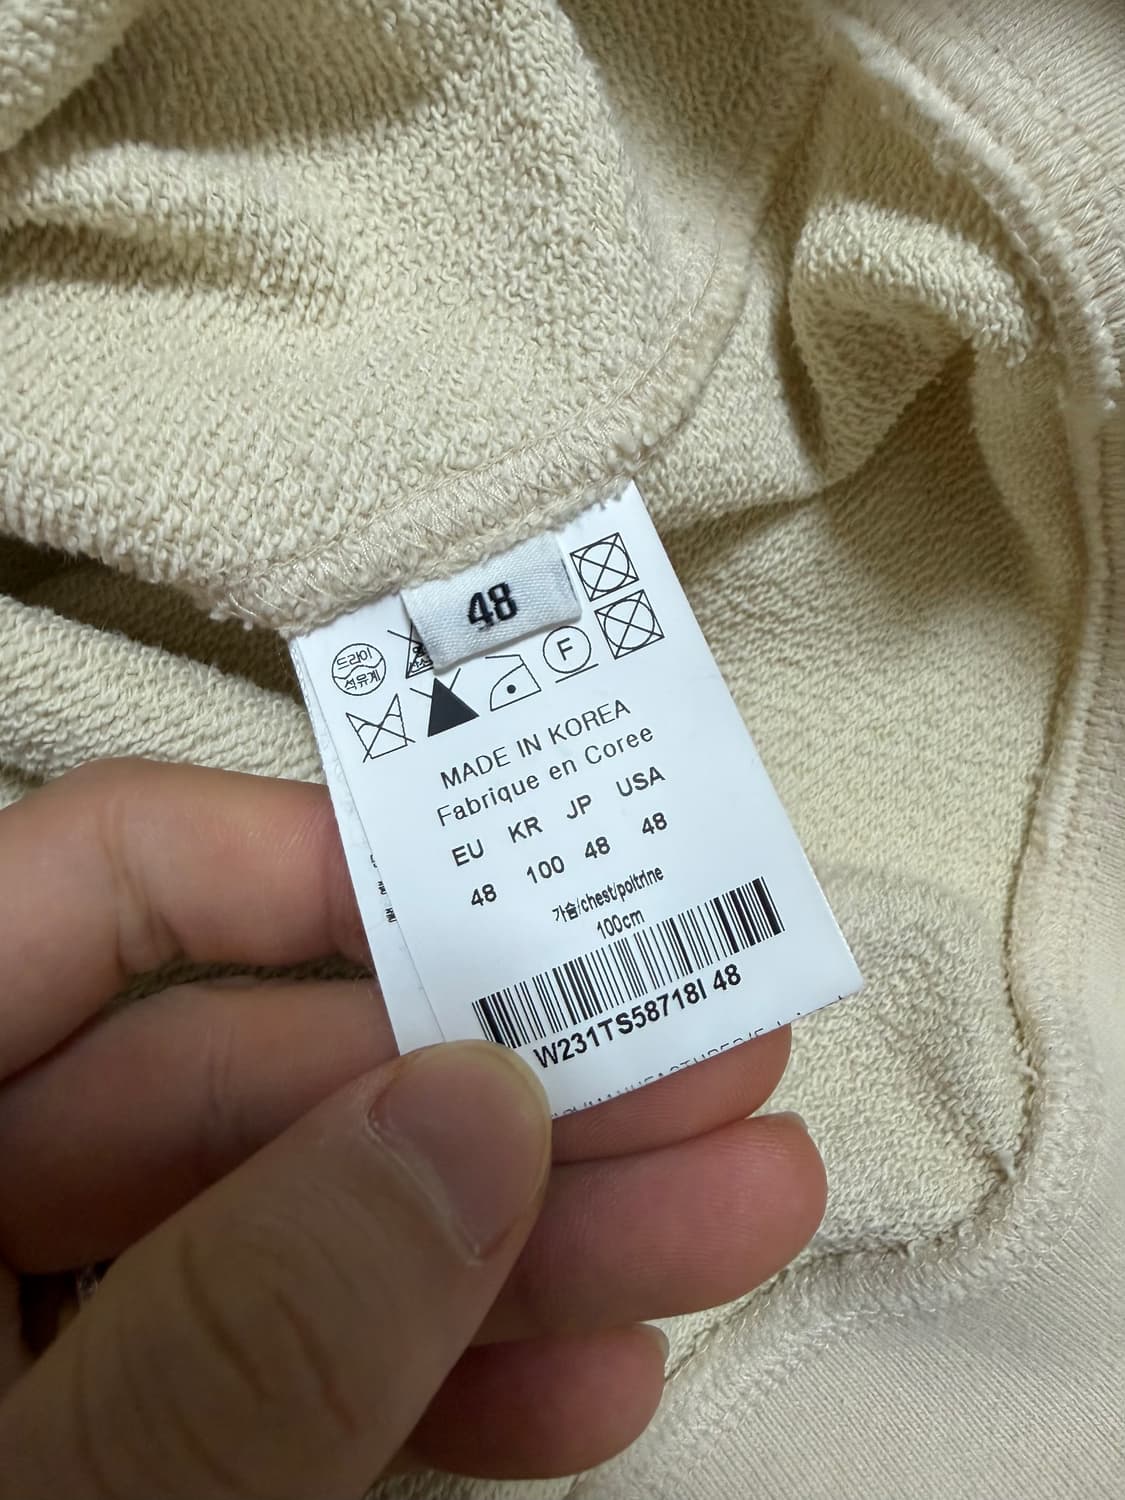 48
드라이
석유계
F
MADE IN KOREA
Fabrique en Coree
EU KR JP USA
48 100 48 48
가슴/chest/poitrine
100cm
W231TS58718I 48